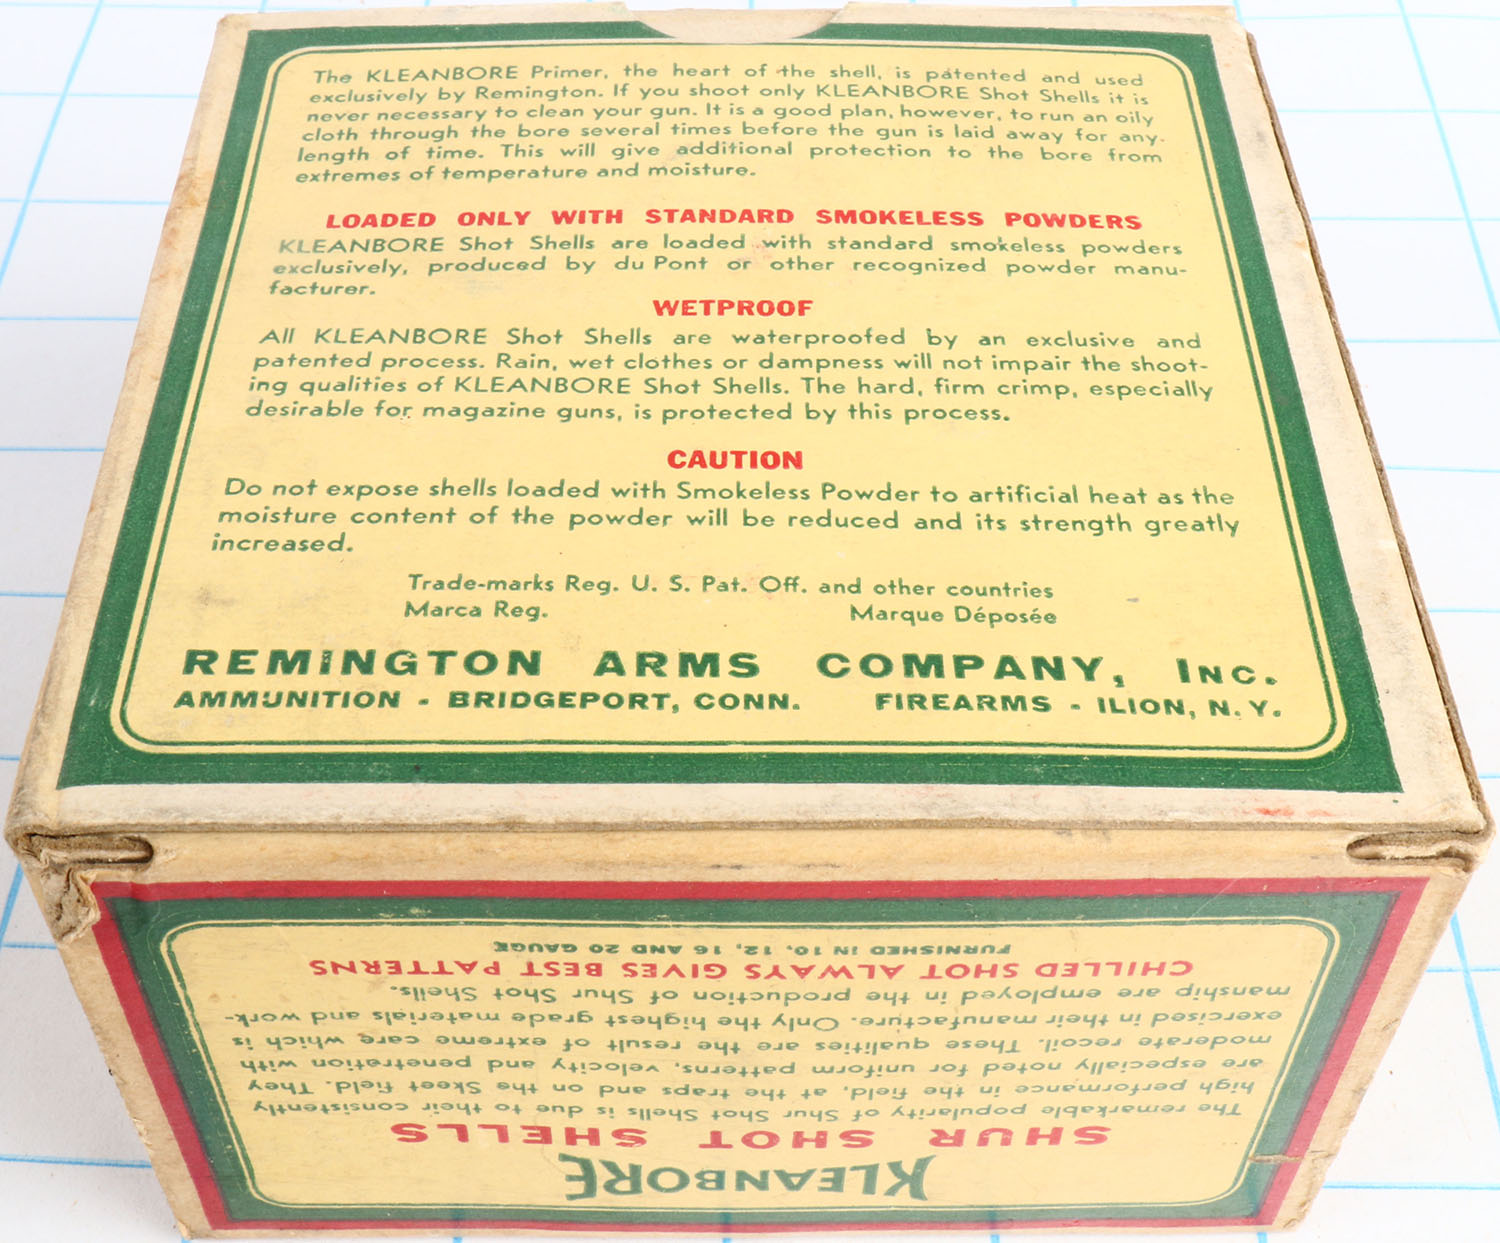 The KLEANBORE Primer, the heart of the shell, is patented and used
exclusively by Remington. If you shoot only KLEANBORE Shot Shells it is
never necessary to clean your gun. It is a good plan, however, to run an oily
cloth through the bore several times before the gun is laid away for any
length of time. This will give additional protection to the bore from
extremes of temperature and moisture.
LOADED ONLY WITH STANDARD SMOKELESS POWDERS
KLEANBORE Shot Shells are loaded with standard smokeless powders
exclusively, produced by du Pont or other recognized powder manu-
facturer.
WETPROOF
All KLEANBORE Shot Shells are waterproofed by an exclusive and
patented process. Rain, wet clothes or dampness will not impair the shoot-
ing qualities of KLEANBORE Shot Shells. The hard, firm crimp, especially
desirable for magazine guns, is protected by this process.
CAUTION
Do not expose shells loaded with Smokeless Powder to artificial heat as the
moisture content of the powder will be reduced and its strength greatly
increased.
Trade-marks Reg. U. S. Pat. Off. and other countries
Marca Reg. Marque Déposée
REMINGTON ARMS COMPANY, INC.
AMMUNITION - BRIDGEPORT, CONN. FIREARMS - ILION, N. Y.
KLEANBORE
SHUR SHOT SHELLS
The remarkable popularity of Shur Shot Shells is due to their consistently
high performance in the field, at the traps and on the Skeet field. They
are especially noted for uniform patterns, velocity and penetration with
moderate recoil. These qualities are the result of extreme care which is
exercised in their manufacture. Only the highest grade materials and work-
manship are employed in the production of Shur Shot Shells.
CHILLED SHOT ALWAYS GIVES BEST PATTERNS
FURNISHED IN 10, 12, 16 AND 20 GAUGE